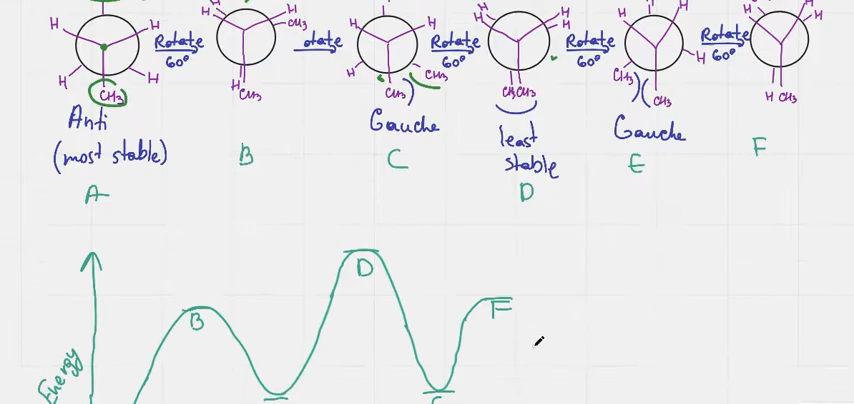 H H H H H H H H H H H H
CH3
Rotate Rotate Rotate Rotate
60° otate 60° 60° 60°
H H H CH3 CH3 H
CH3 CH3 CH3 CH3CH3 CH3 H CH3
Anti Gauche least Gauche
(most stable) B C stable E F
A D
D
B F
Energy